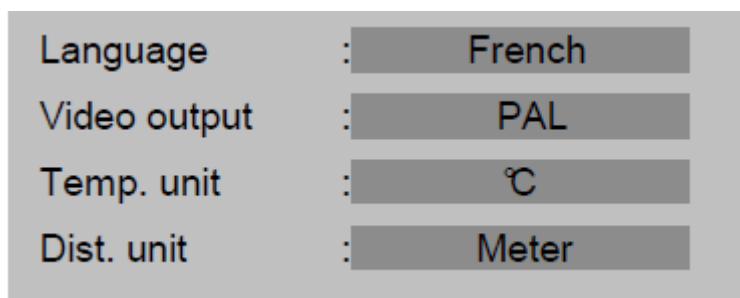 Language : French
Video output : PAL
Temp. unit : ℃
Dist. unit : Meter